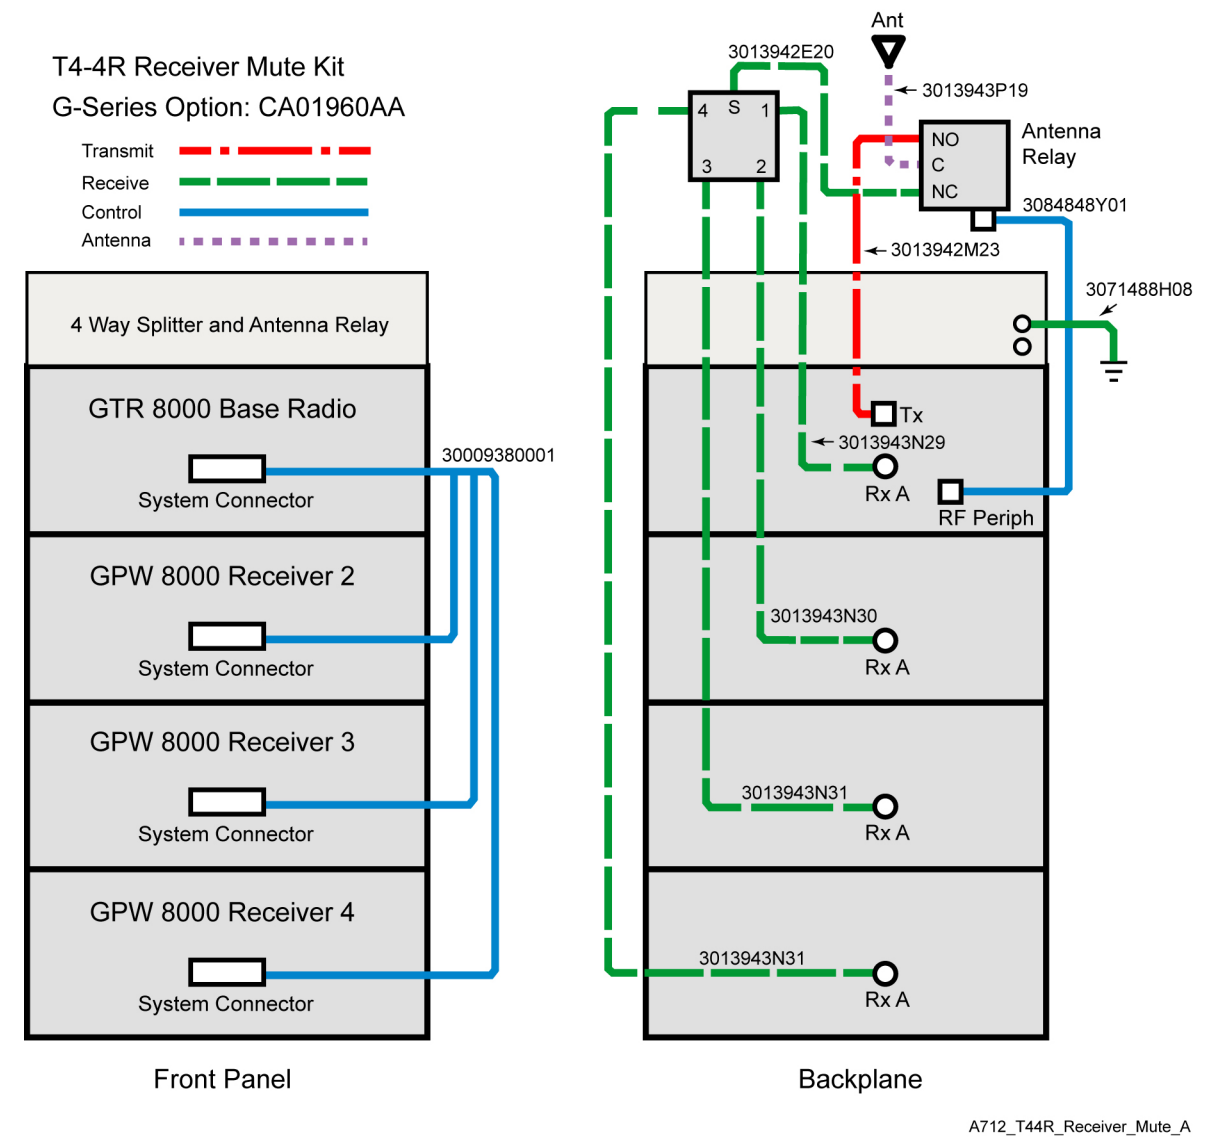 T4-4R Receiver Mute Kit
G-Series Option: CA01960AA
Transmit
Receive
Control
Antenna
4 Way Splitter and Antenna Relay
GTR 8000 Base Radio
System Connector
30009380001
GPW 8000 Receiver 2
System Connector
GPW 8000 Receiver 3
System Connector
GPW 8000 Receiver 4
System Connector
Front Panel
Ant
3013942E20
3013943P19
4 S 1
3 2
NO
C
NC
Antenna
Relay
3084848Y01
3013942M23
3071488H08
Tx
3013943N29
Rx A
RF Periph
3013943N30
Rx A
3013943N31
Rx A
3013943N31
Rx A
Backplane
A712_T44R_Receiver_Mute_A